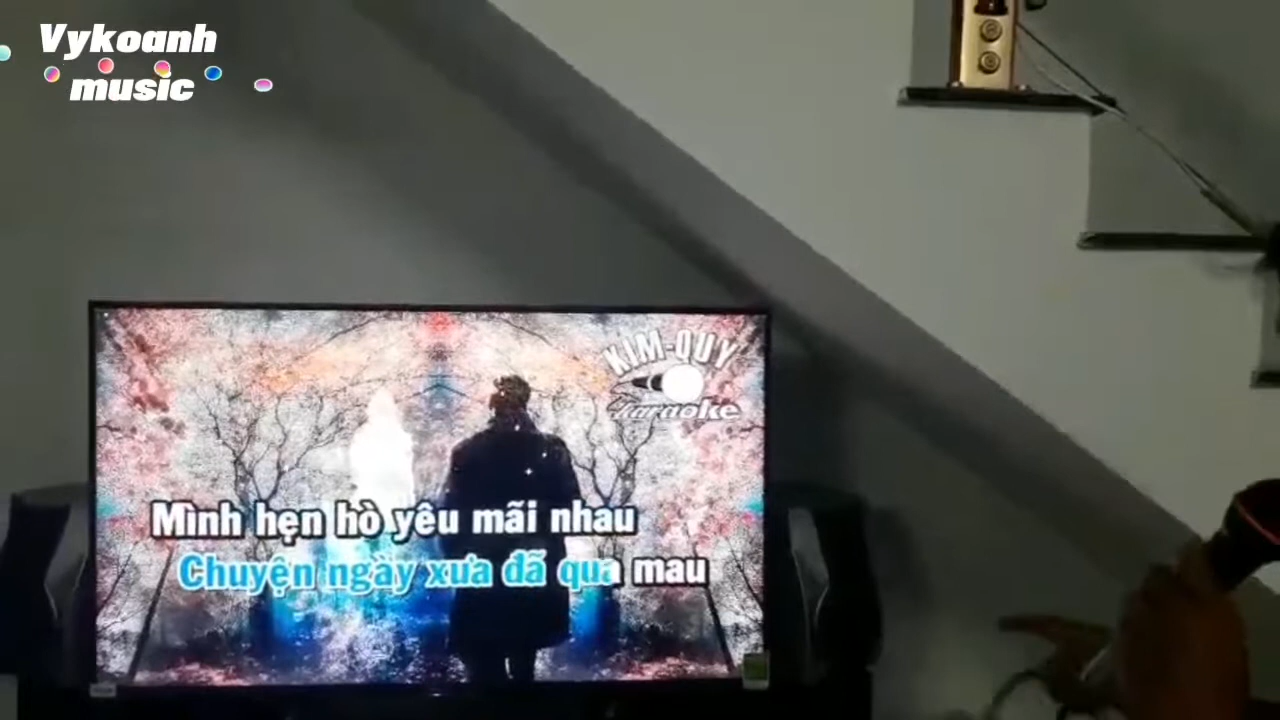 Vykoanh
music
KIM-QUY
Karaoke
Mình hẹn hò yêu mãi nhau
Chuyện ngày xưa đã qua mau